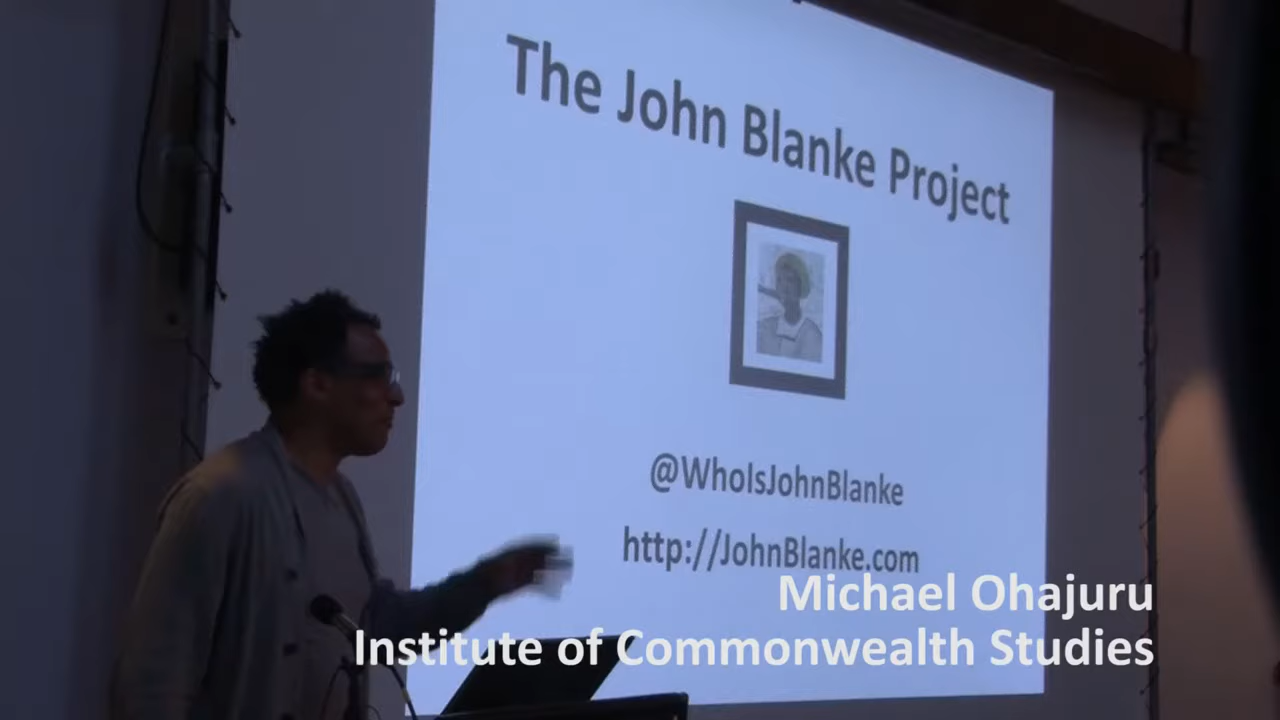 The John Blanke Project
@WhoIsJohnBlanke
http://JohnBlanke.com
Michael Ohajuru
Institute of Commonwealth Studies